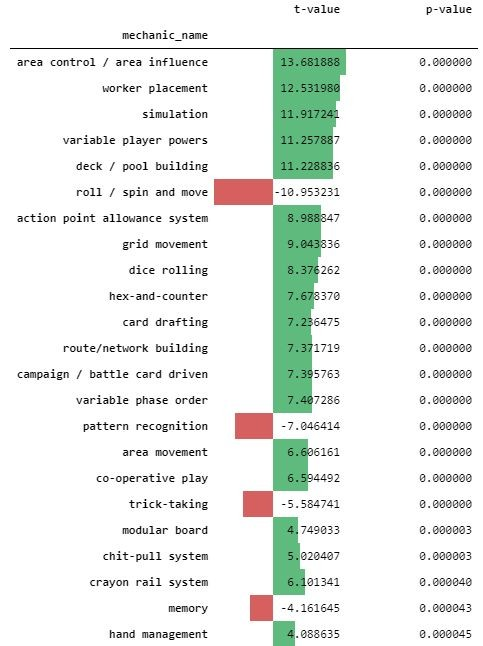 t-value p-value
mechanic_name
area control / area influence 13.681888 0.000000
worker placement 12.531980 0.000000
simulation 11.917241 0.000000
variable player powers 11.257887 0.000000
deck / pool building 11.228836 0.000000
roll / spin and move -10.953231 0.000000
action point allowance system 8.988847 0.000000
grid movement 9.043836 0.000000
dice rolling 8.376262 0.000000
hex-and-counter 7.678370 0.000000
card drafting 7.236475 0.000000
route/network building 7.371719 0.000000
campaign / battle card driven 7.395763 0.000000
variable phase order 7.407286 0.000000
pattern recognition -7.046414 0.000000
area movement 6.606161 0.000000
co-operative play 6.594492 0.000000
trick-taking -5.584741 0.000000
modular board 4.749033 0.000003
chit-pull system 5.020407 0.000003
crayon rail system 6.101341 0.000040
memory -4.161645 0.000043
hand management 4.088635 0.000045